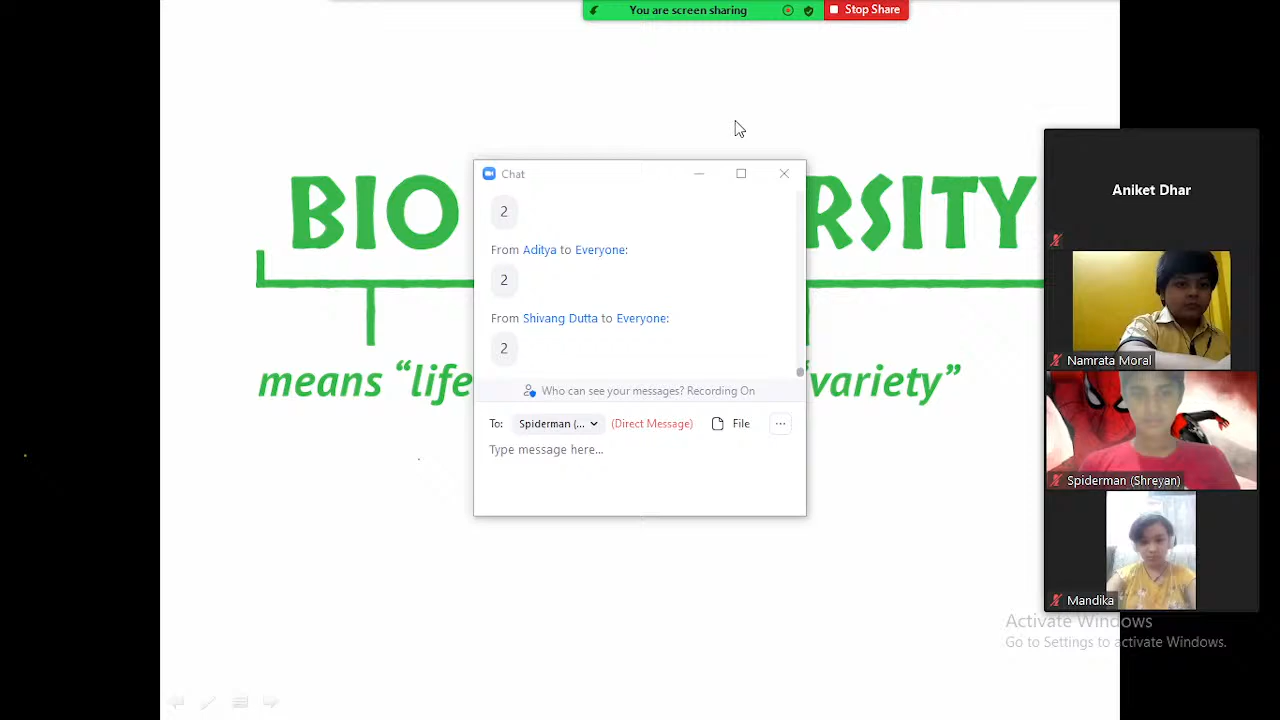 You are screen sharing
Stop Share
BIO RSITY
means “life variety”
Chat
2
From Aditya to Everyone:
2
From Shivang Dutta to Everyone:
2
Who can see your messages? Recording On
To: Spiderman (... (Direct Message) File
Type message here...
Aniket Dhar
Namrata Moral
Spiderman (Shreyan)
Mandika
Activate Windows
Go to Settings to activate Windows.